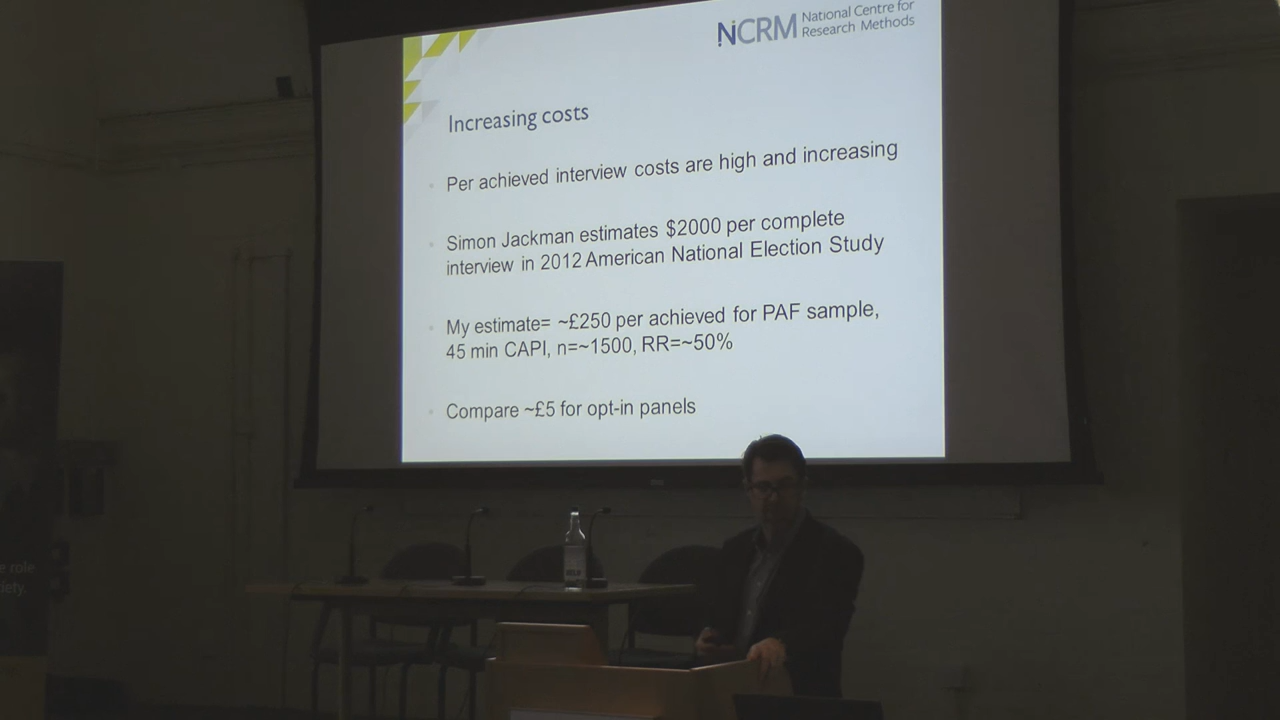 NCRM National Centre for
Research Methods
Increasing costs
Per achieved interview costs are high and increasing
Simon Jackman estimates $2000 per complete
interview in 2012 American National Election Study
My estimate= ~£250 per achieved for PAF sample,
45 min CAPI, n=~1500, RR=~50%
Compare ~£5 for opt-in panels
e role
iety.